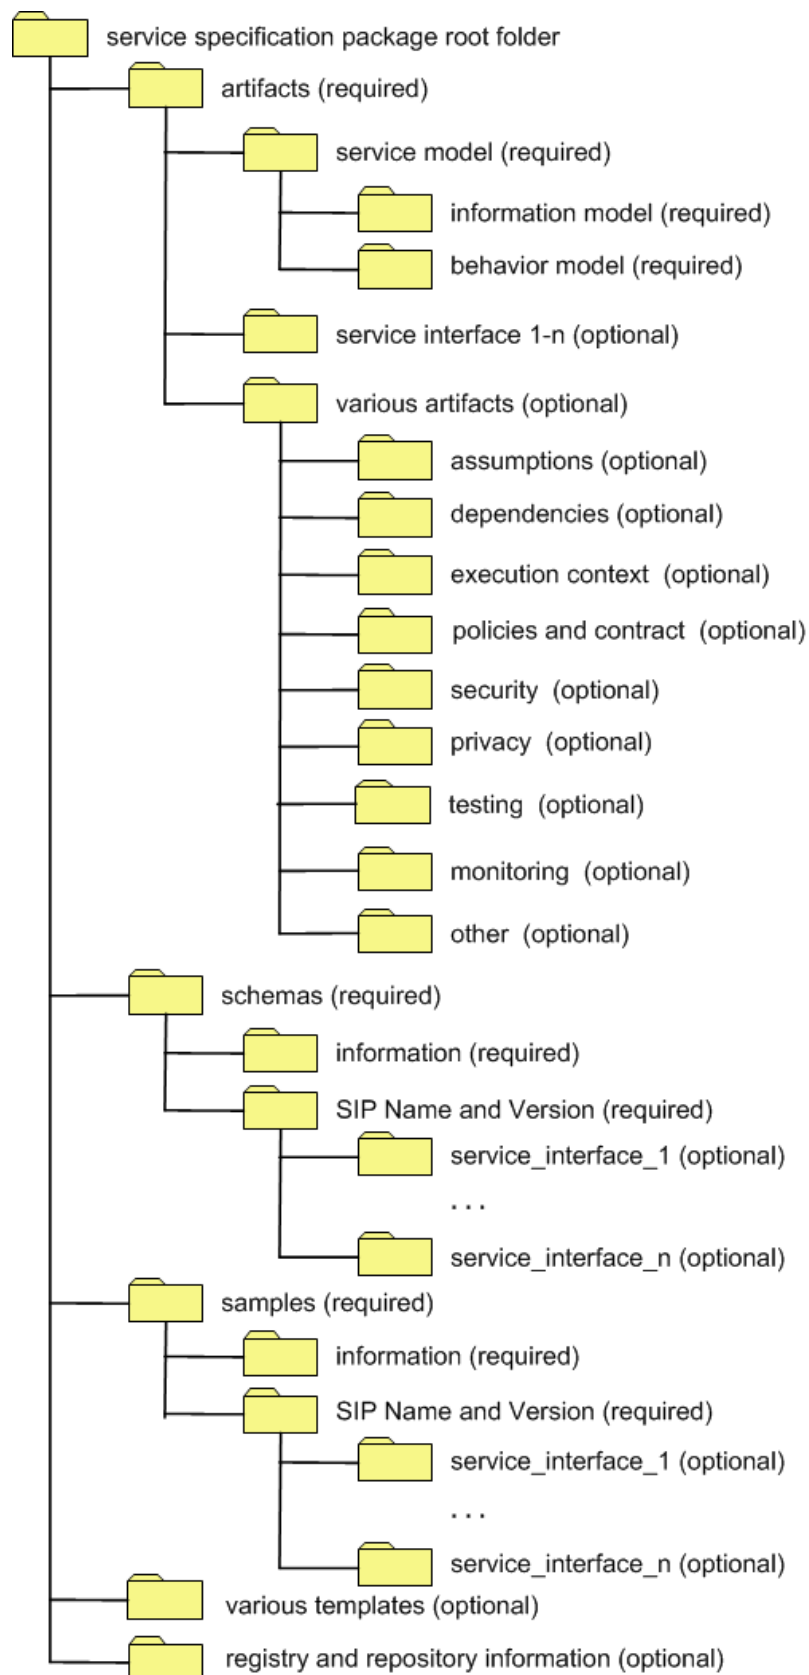 service specification package root folder
artifacts (required)
service model (required)
information model (required)
behavior model (required)
service interface 1-n (optional)
various artifacts (optional)
assumptions (optional)
dependencies (optional)
execution context  (optional)
policies and contract  (optional)
security  (optional)
privacy  (optional)
testing  (optional)
monitoring  (optional)
other  (optional)
schemas (required)
information (required)
SIP Name and Version (required)
service_interface_1 (optional)
. . .
service_interface_n (optional)
samples (required)
information (required)
SIP Name and Version (required)
service_interface_1 (optional)
. . .
service_interface_n (optional)
various templates (optional)
registry and repository information (optional)